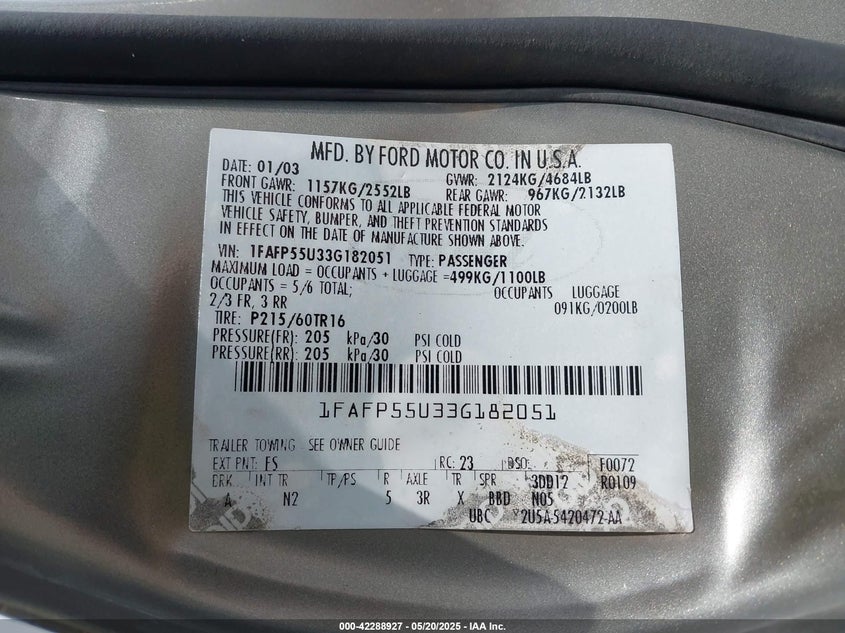 MFD. BY FORD MOTOR CO. IN U.S.A.
DATE: 01/03 GVWR: 2124KG/4684LB
FRONT GAWR: 1157KG/2552LB REAR GAWR: 967KG/2132LB
THIS VEHICLE CONFORMS TO ALL APPLICABLE FEDERAL MOTOR
VEHICLE SAFETY, BUMPER, AND THEFT PREVENTION STANDARDS
IN EFFECT ON THE DATE OF MANUFACTURE SHOWN ABOVE.
VIN: 1FAFP55U33G182051 TYPE: PASSENGER
MAXIMUM LOAD = OCCUPANTS + LUGGAGE =499KG/1100LB
OCCUPANTS = 5/6 TOTAL; OCCUPANTS LUGGAGE
2/3 FR, 3 RR 091KG/0200LB
TIRE: P215/60TR16
PRESSURE(FR): 205 kPa/30 PSI COLD
PRESSURE(RR): 205 kPa/30 PSI COLD
1FAFP55U33G182051
TRAILER TOWING - SEE OWNER GUIDE
EXT PNT: FS RC: 23 DSO: F0072
BRK INT TR TP/PS R AXLE TR SPR 3DD12 R0109
A N2 5 3R X BBD N05
UBC 2U5A-5420472-AA
000-42288927 - 05/20/2025 - IAA Inc.